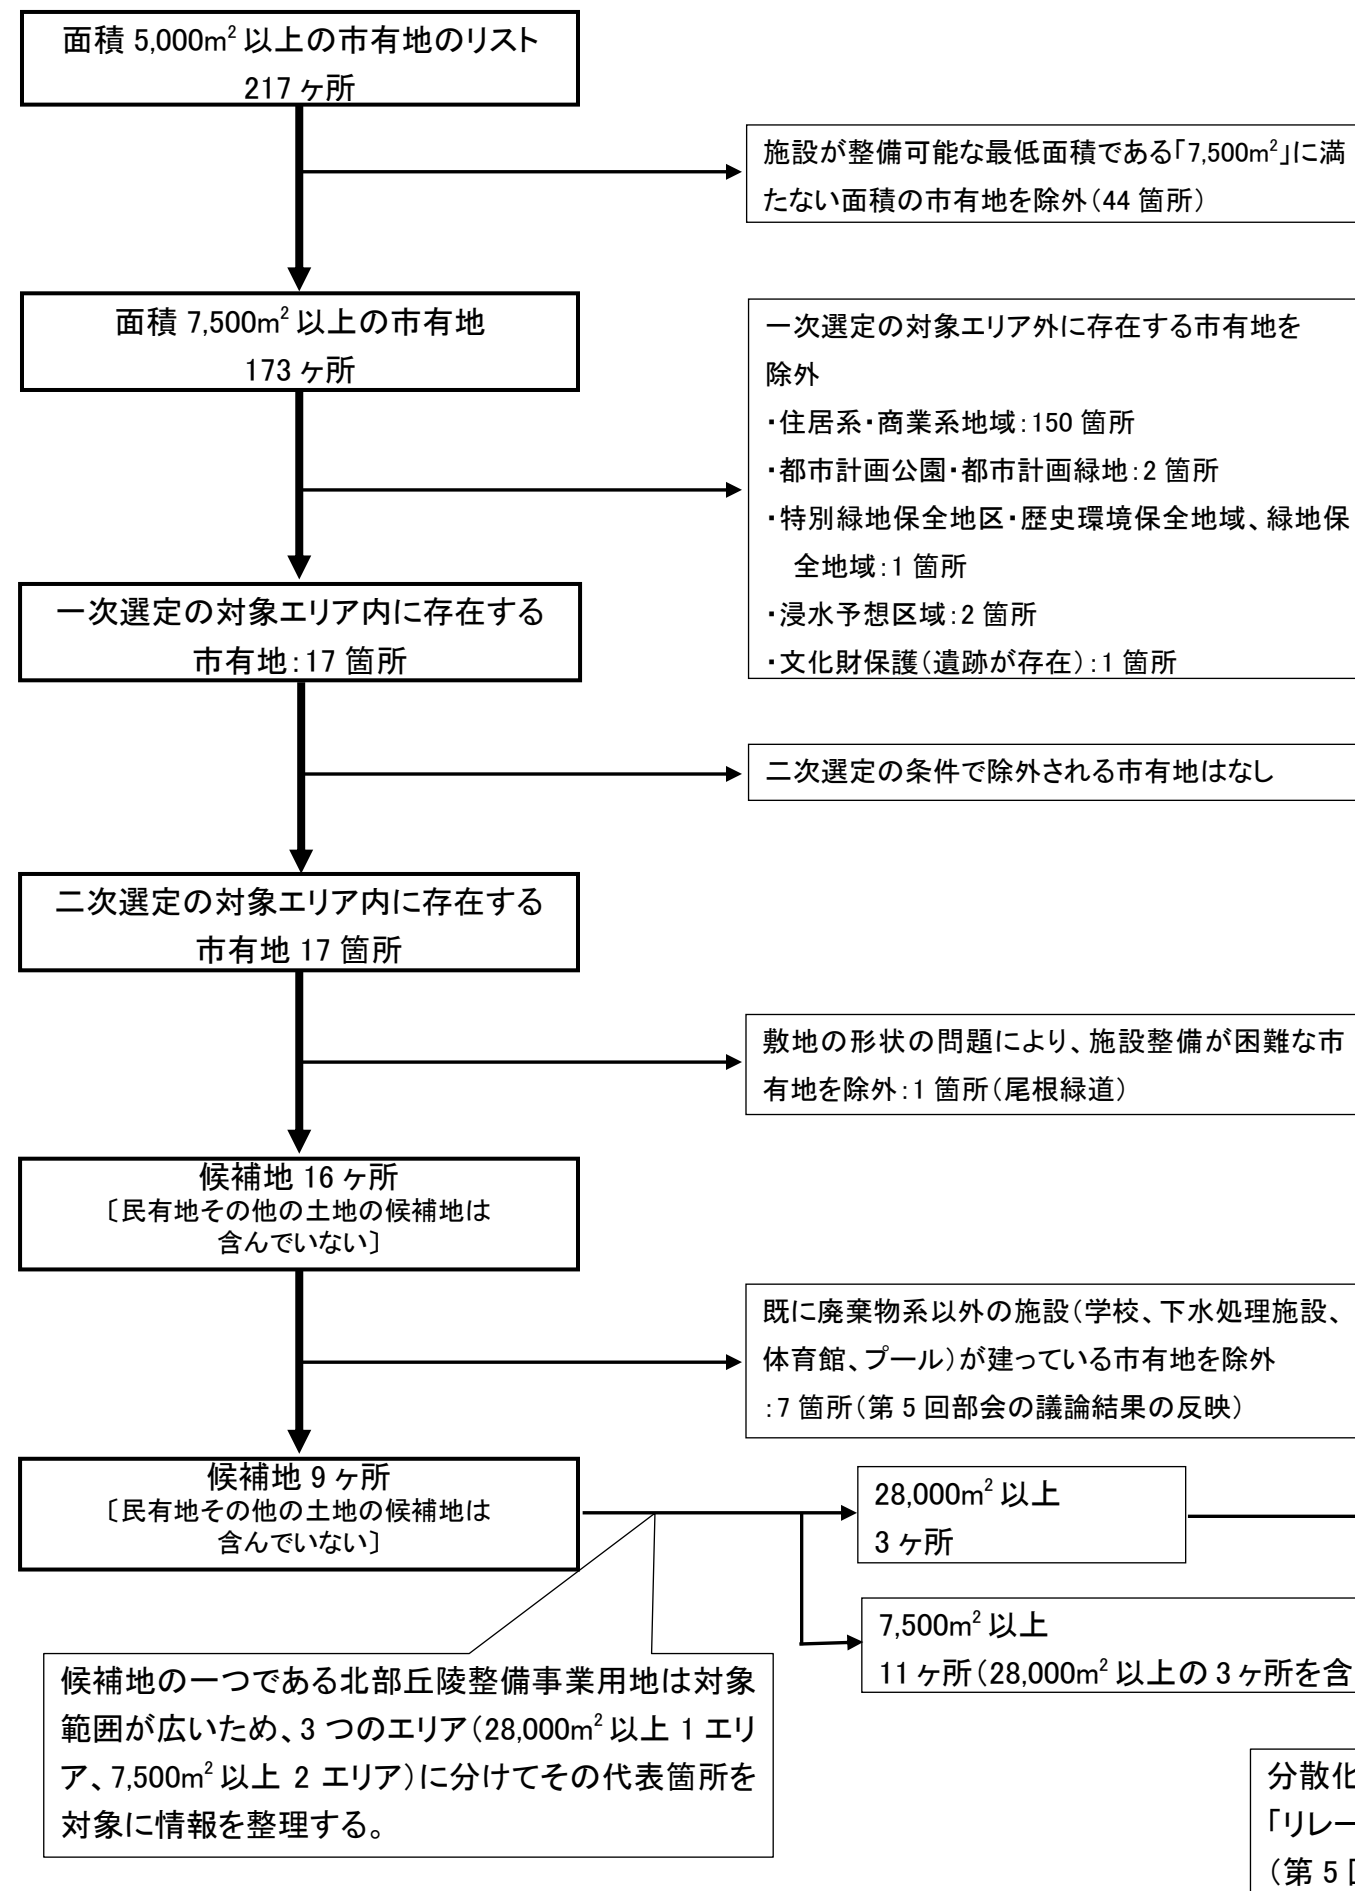 面積 5,000m² 以上の市有地のリスト
217 ヶ所
施設が整備可能な最低面積である「7,500m²」に満
たない面積の市有地を除外（44 箇所）
面積 7,500m² 以上の市有地
173 ヶ所
一次選定の対象エリア外に存在する市有地を
除外
・住居系・商業系地域：150 箇所
・都市計画公園・都市計画緑地：2 箇所
・特別緑地保全地区・歴史環境保全地域、緑地保
全地域：1 箇所
・浸水予想区域：2 箇所
・文化財保護（遺跡が存在）：1 箇所
一次選定の対象エリア内に存在する
市有地：17 箇所
二次選定の条件で除外される市有地はなし
二次選定の対象エリア内に存在する
市有地 17 箇所
敷地の形状の問題により、施設整備が困難な市
有地を除外：1 箇所（尾根緑道）
候補地 16 ヶ所
〔民有地その他の土地の候補地は
含んでいない〕
既に廃棄物系以外の施設（学校、下水処理施設、
体育館、プール）が建っている市有地を除外
：7 箇所（第 5 回部会の議論結果の反映）
候補地 9 ヶ所
〔民有地その他の土地の候補地は
含んでいない〕
28,000m² 以上
3 ヶ所
7,500m² 以上
11 ヶ所（28,000m² 以上の 3 ヶ所を含
候補地の一つである北部丘陵整備事業用地は対象
範囲が広いため、3 つのエリア（28,000m² 以上 1 エリ
ア、7,500m² 以上 2 エリア）に分けてその代表箇所を
対象に情報を整理する。
分散化
「リレー
（第 5 回